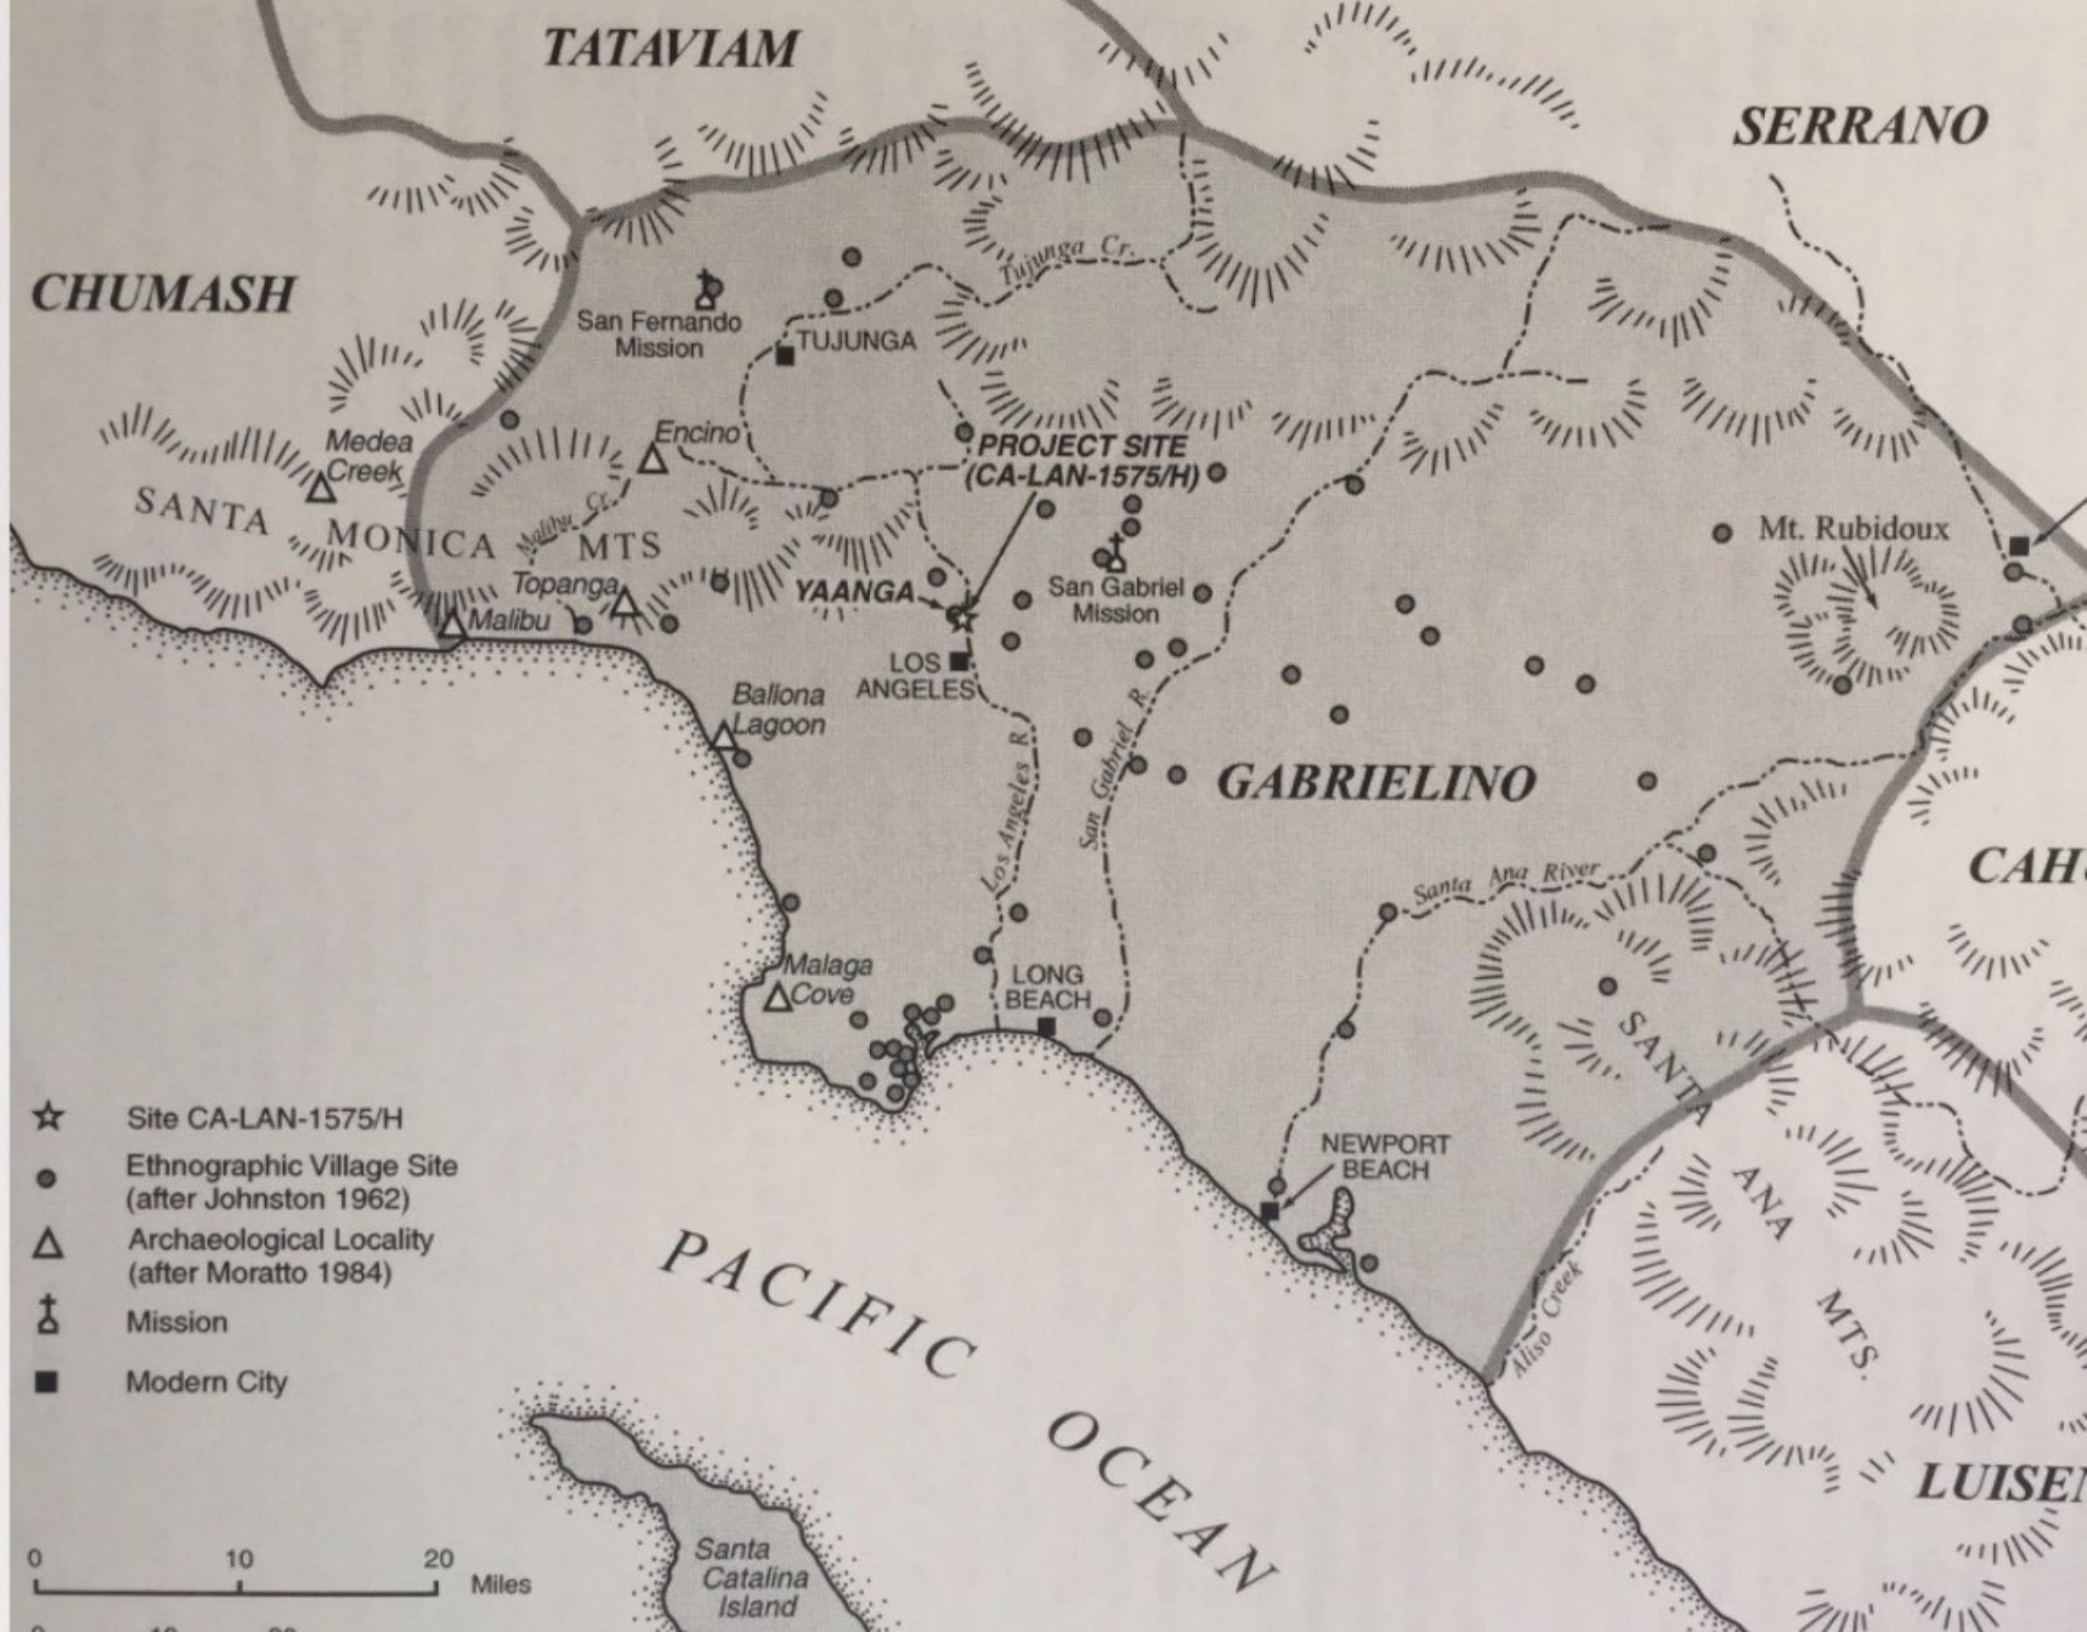 TATAVIAM
SERRANO
CHUMASH
Tujunga Cr.
San Fernando
Mission
TUJUNGA
Medea
Creek
Encino
PROJECT SITE
(CA-LAN-1575/H)
SANTA
MONICA
MTS
Malibu Cr.
Mt. Rubidoux
Topanga
YAANGA
San Gabriel
Mission
Malibu
LOS
ANGELES
Ballona
Lagoon
Los Angeles R.
San Gabriel R.
GABRIELINO
Santa Ana River
Malaga
Cove
LONG
BEACH
SANTA
ANA
MTS.
NEWPORT
BEACH
Aliso Creek
Site CA-LAN-1575/H
Ethnographic Village Site
(after Johnston 1962)
Archaeological Locality
(after Moratto 1984)
Mission
Modern City
PACIFIC
OCEAN
Santa
Catalina
Island
0 10 20
Miles